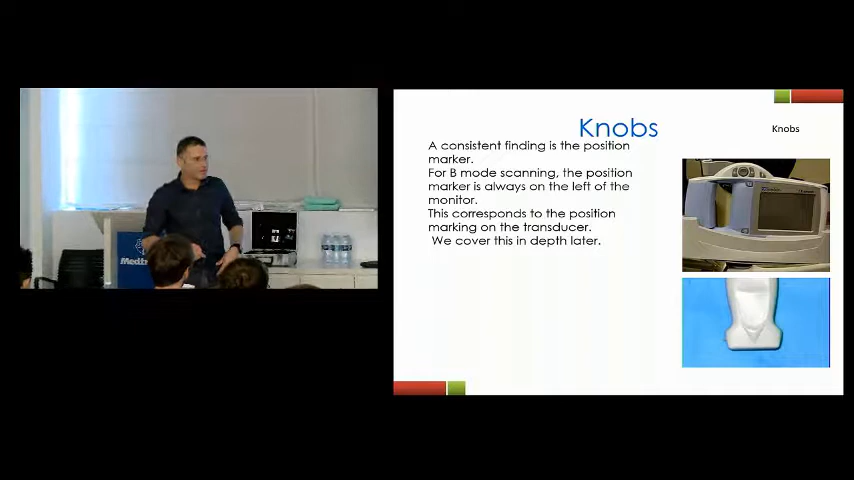 Knobs
Knobs
A consistent finding is the position
marker.
For B mode scanning, the position
marker is always on the left of the
monitor.
This corresponds to the position
marking on the transducer.
We cover this in depth later.